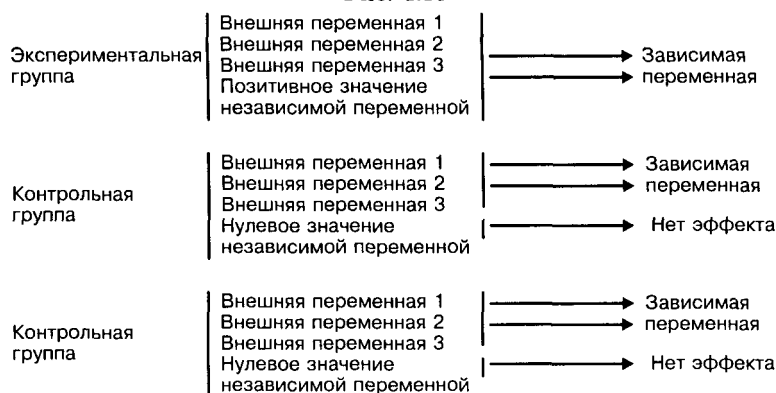 Экспериментальная
группа
Внешняя переменная 1
Внешняя переменная 2
Внешняя переменная 3
Позитивное значение
независимой переменной
Зависимая
переменная
Контрольная
группа
Внешняя переменная 1
Внешняя переменная 2
Внешняя переменная 3
Нулевое значение
независимой переменной
Зависимая
переменная
Нет эффекта
Контрольная
группа
Внешняя переменная 1
Внешняя переменная 2
Внешняя переменная 3
Нулевое значение
независимой переменной
Зависимая
переменная
Нет эффекта